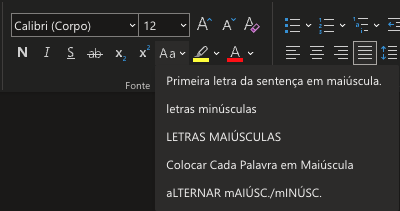 Calibri (Corpo) 12 A A A
N I S ab x₂ x² Aa A
Fonte
Primeira letra da sentença em maiúscula.
letras minúsculas
LETRAS MAIÚSCULAS
Colocar Cada Palavra em Maiúscula
aLTERNAR mAIÚSC./mINÚSC.